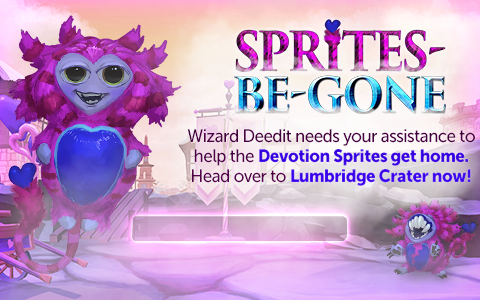 SPRITES-
BE-GONE
Wizard Deedit needs your assistance to
help the Devotion Sprites get home.
Head over to Lumbridge Crater now!